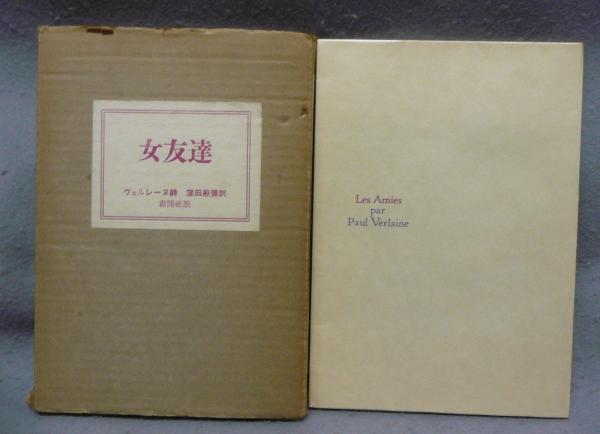 女友達
ヴェルレーヌ詩 窪田般彌訳
森開社版
Les Amies
par
Paul Verlaine